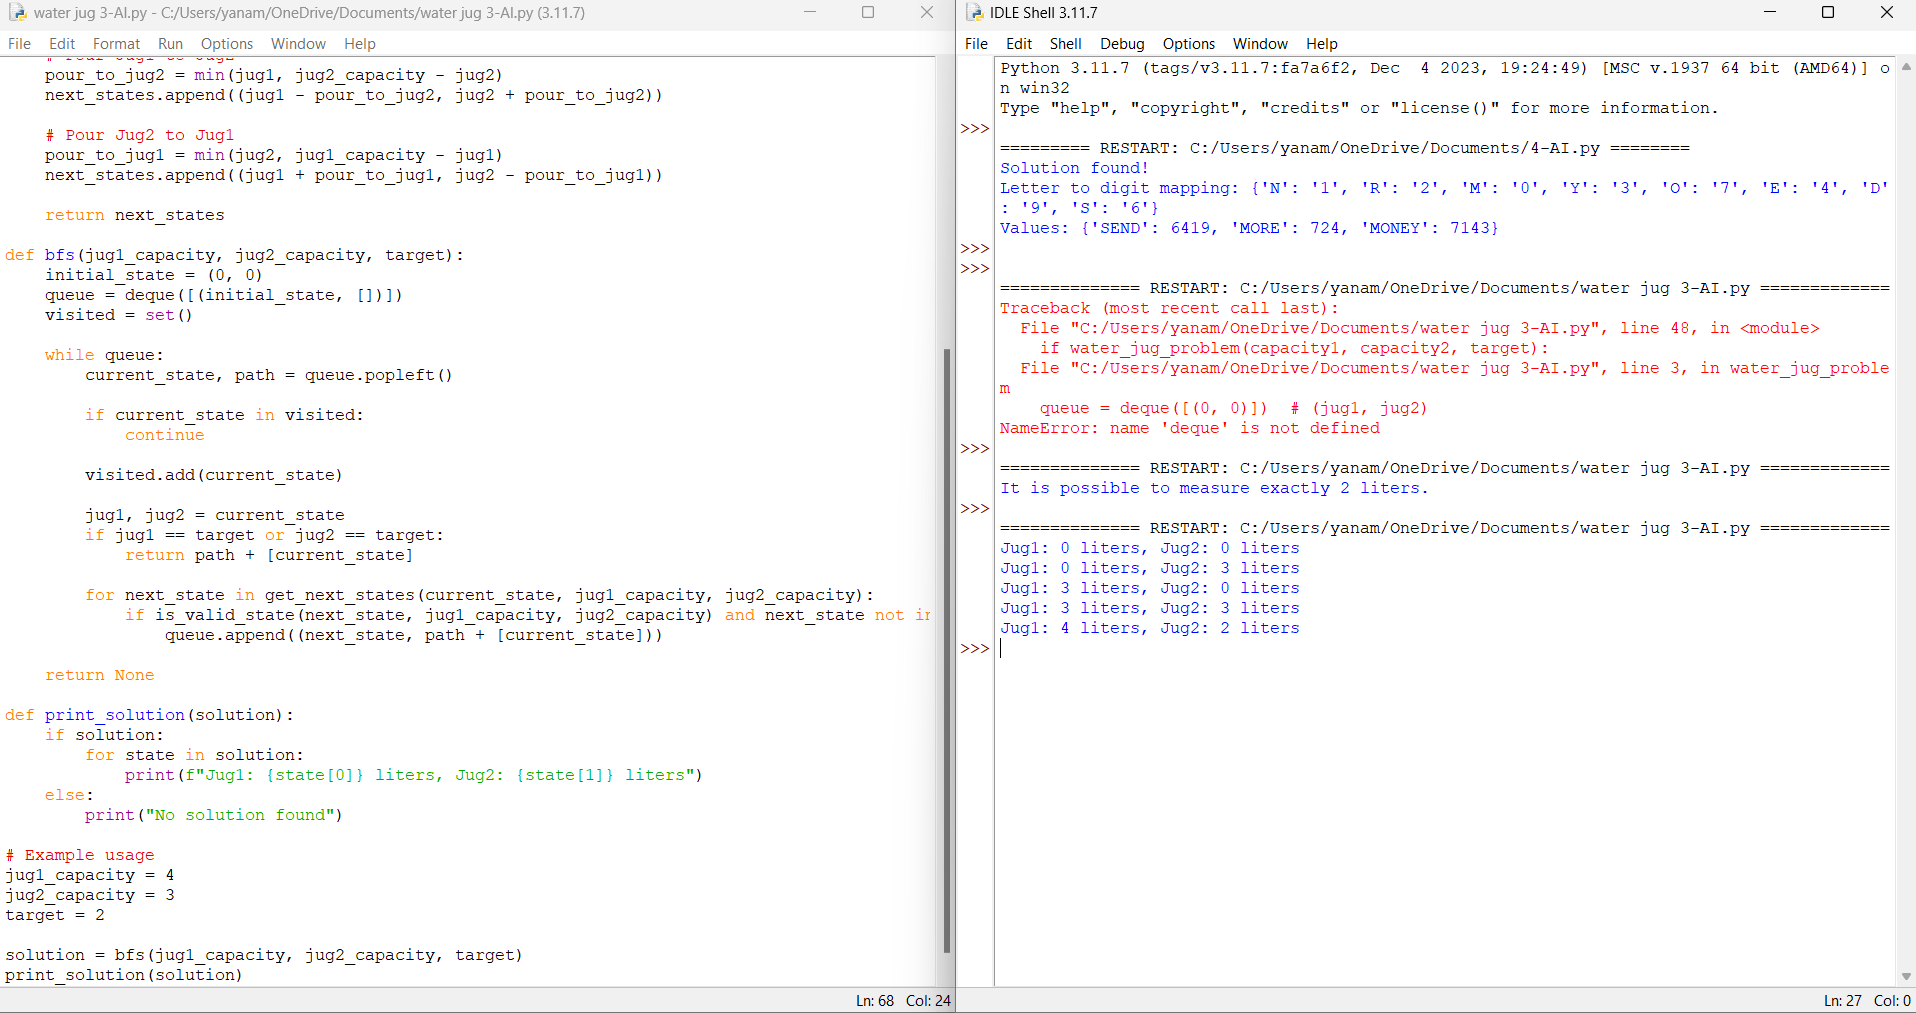 water jug 3-AI.py - C:/Users/yanam/OneDrive/Documents/water jug 3-AI.py (3.11.7)
File Edit Format Run Options Window Help
pour_to_jug2 = min(jug1, jug2_capacity - jug2)
next_states.append((jug1 - pour_to_jug2, jug2 + pour_to_jug2))
# Pour Jug2 to Jug1
pour_to_jug1 = min(jug2, jug1_capacity - jug1)
next_states.append((jug1 + pour_to_jug1, jug2 - pour_to_jug1))
return next_states
def bfs(jug1_capacity, jug2_capacity, target):
initial_state = (0, 0)
queue = deque([(initial_state, [])])
visited = set()
while queue:
current_state, path = queue.popleft()
if current_state in visited:
continue
visited.add(current_state)
jug1, jug2 = current_state
if jug1 == target or jug2 == target:
return path + [current_state]
for next_state in get_next_states(current_state, jug1_capacity, jug2_capacity):
if is_valid_state(next_state, jug1_capacity, jug2_capacity) and next_state not in
queue.append((next_state, path + [current_state]))
return None
def print_solution(solution):
if solution:
for state in solution:
print(f"Jug1: {state[0]} liters, Jug2: {state[1]} liters")
else:
print("No solution found")
# Example usage
jug1_capacity = 4
jug2_capacity = 3
target = 2
solution = bfs(jug1_capacity, jug2_capacity, target)
print_solution(solution)
Ln: 68 Col: 24
IDLE Shell 3.11.7
File Edit Shell Debug Options Window Help
Python 3.11.7 (tags/v3.11.7:fa7a6f2, Dec  4 2023, 19:24:49) [MSC v.1937 64 bit (AMD64)] o
n win32
Type "help", "copyright", "credits" or "license()" for more information.
>>>
========= RESTART: C:/Users/yanam/OneDrive/Documents/4-AI.py ========
Solution found!
Letter to digit mapping: {'N': '1', 'R': '2', 'M': '0', 'Y': '3', 'O': '7', 'E': '4', 'D'
: '9', 'S': '6'}
Values: {'SEND': 6419, 'MORE': 724, 'MONEY': 7143}
>>>
>>>
============== RESTART: C:/Users/yanam/OneDrive/Documents/water jug 3-AI.py =============
Traceback (most recent call last):
File "C:/Users/yanam/OneDrive/Documents/water jug 3-AI.py", line 48, in <module>
if water_jug_problem(capacity1, capacity2, target):
File "C:/Users/yanam/OneDrive/Documents/water jug 3-AI.py", line 3, in water_jug_proble
m
queue = deque([(0, 0)])  # (jug1, jug2)
NameError: name 'deque' is not defined
>>>
============== RESTART: C:/Users/yanam/OneDrive/Documents/water jug 3-AI.py =============
It is possible to measure exactly 2 liters.
>>>
============== RESTART: C:/Users/yanam/OneDrive/Documents/water jug 3-AI.py =============
Jug1: 0 liters, Jug2: 0 liters
Jug1: 0 liters, Jug2: 3 liters
Jug1: 3 liters, Jug2: 0 liters
Jug1: 3 liters, Jug2: 3 liters
Jug1: 4 liters, Jug2: 2 liters
>>>
Ln: 27 Col: 0